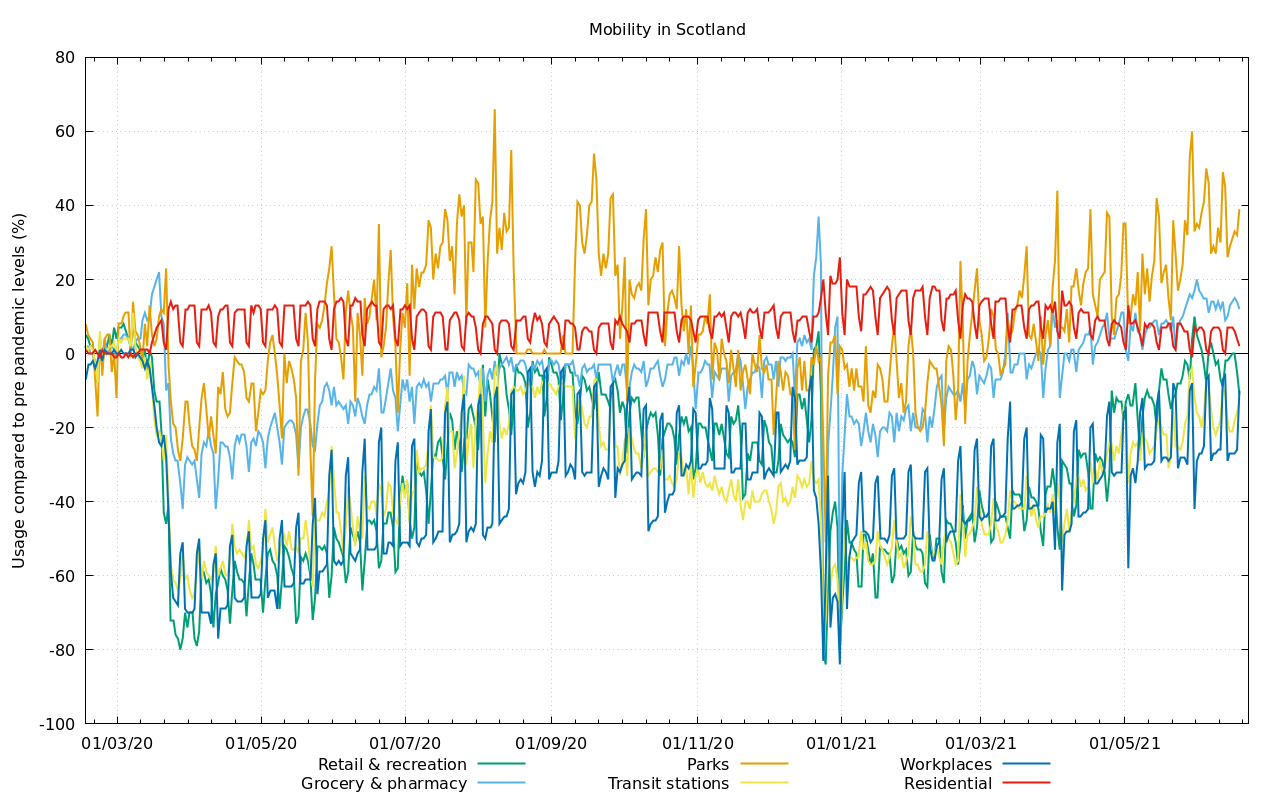 Mobility in Scotland
Usage compared to pre pandemic levels (%)
80
60
40
20
0
-20
-40
-60
-80
-100
01/03/20 01/05/20 01/07/20 01/09/20 01/11/20 01/01/21 01/03/21 01/05/21
Retail & recreation Parks Workplaces
Grocery & pharmacy Transit stations Residential